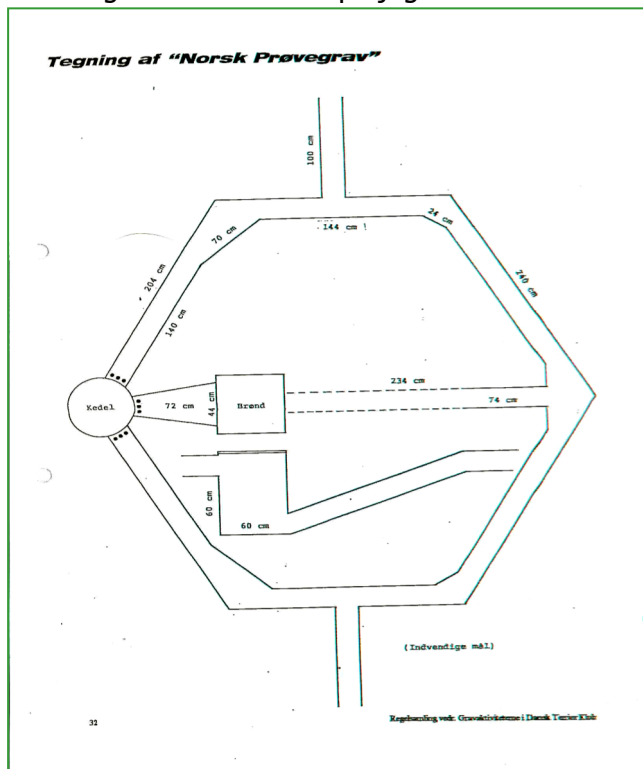 Tegning af “Norsk Prøvegrav”
100 cm
70 cm
144 cm
24 cm
204 cm
240 cm
140 cm
234 cm
Kedel
72 cm
44 cm
Brønd
74 cm
60 cm
60 cm
(Indvendige mål)
32
Regelsamling vedr. Gravaktiviteterne i Dansk Terrier Klub